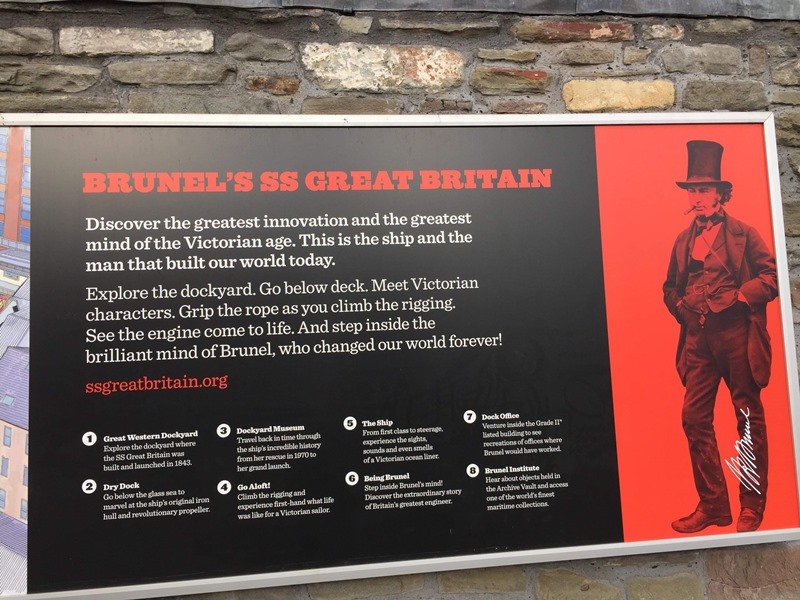 BRUNEL'S SS GREAT BRITAIN
Discover the greatest innovation and the greatest
mind of the Victorian age. This is the ship and the
man that built our world today.
Explore the dockyard. Go below deck. Meet Victorian
characters. Grip the rope as you climb the rigging.
See the engine come to life. And step inside the
brilliant mind of Brunel, who changed our world forever!
ssgreatbritain.org
1 Great Western Dockyard
Explore the dockyard where
the SS Great Britain was
built and launched in 1843.
2 Dry Dock
Go below the glass sea to
marvel at the ship's original iron
hull and revolutionary propeller.
3 Dockyard Museum
Travel back in time through
the ship's incredible history
from her rescue in 1970 to
her grand launch.
4 Go Aloft!
Climb the rigging and
experience first-hand what life
was like for a Victorian sailor.
5 The Ship
From first class to steerage,
experience the sights,
sounds and even smells
of a Victorian ocean liner.
6 Being Brunel
Step inside Brunel's mind!
Discover the extraordinary story
of Britain's greatest engineer.
7 Dock Office
Venture inside the Grade II*
listed building to see
recreations of offices where
Brunel would have worked.
8 Brunel Institute
Hear about objects held in
the Archive Vault and access
one of the world's finest
maritime collections.
I K Brunel